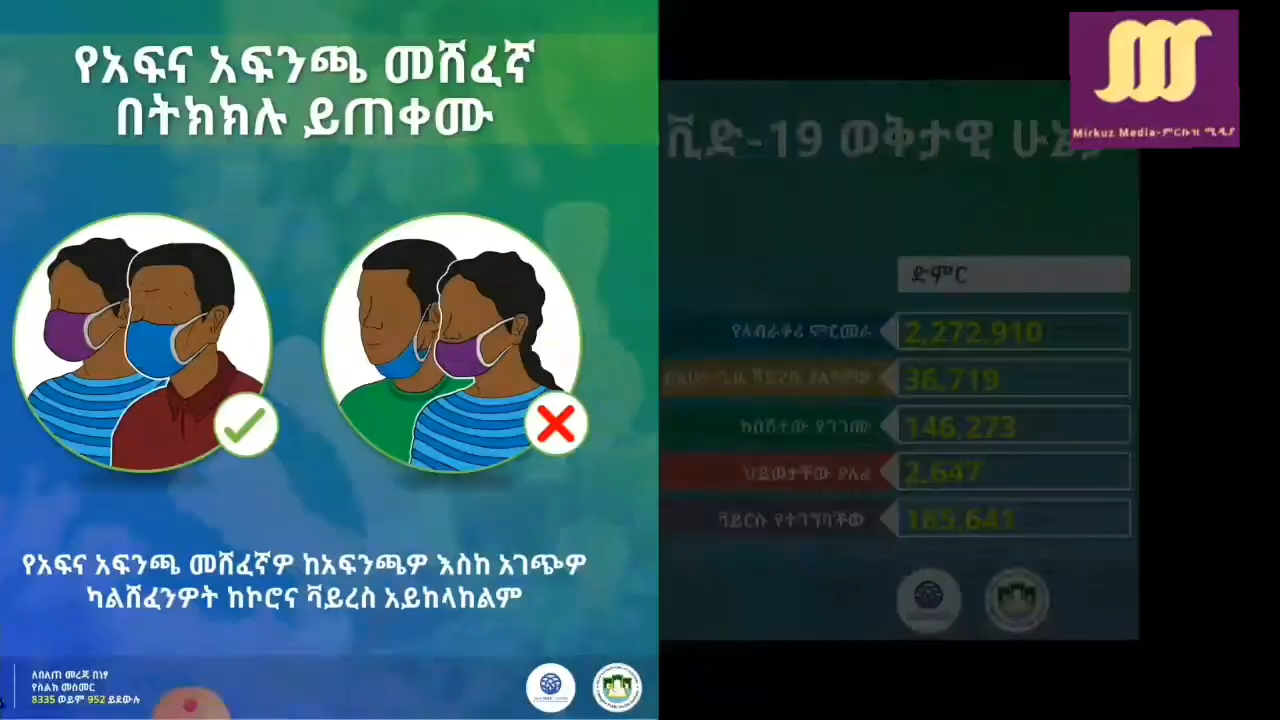 የአፍና አፍንጫ መሸፈኛ
በትክክሉ ይጠቀሙ
የአፍና አፍንጫ መሸፈኛዎ ከአፍንጫዎ እስከ አገጭዎ
ካልሸፈንዎት ከኮሮና ቫይረስ አይከላከልም
ለበለጠ መረጃ በነፃ
የስልክ መስመር
8335 ወይም 952 ይደውሉ
Mirkuz Media-ምርኩዝ ሚዲያ
ቪድ-19 ወቅታዊ
ድምር
የላብራቶሪ ምርመራ 2,272,910
36,719
ከበሽታው ያገገሙ 146,273
ህይወታቸው ያለፈ 2,647
ቫይርሱ የተገኘባቸው 185,641